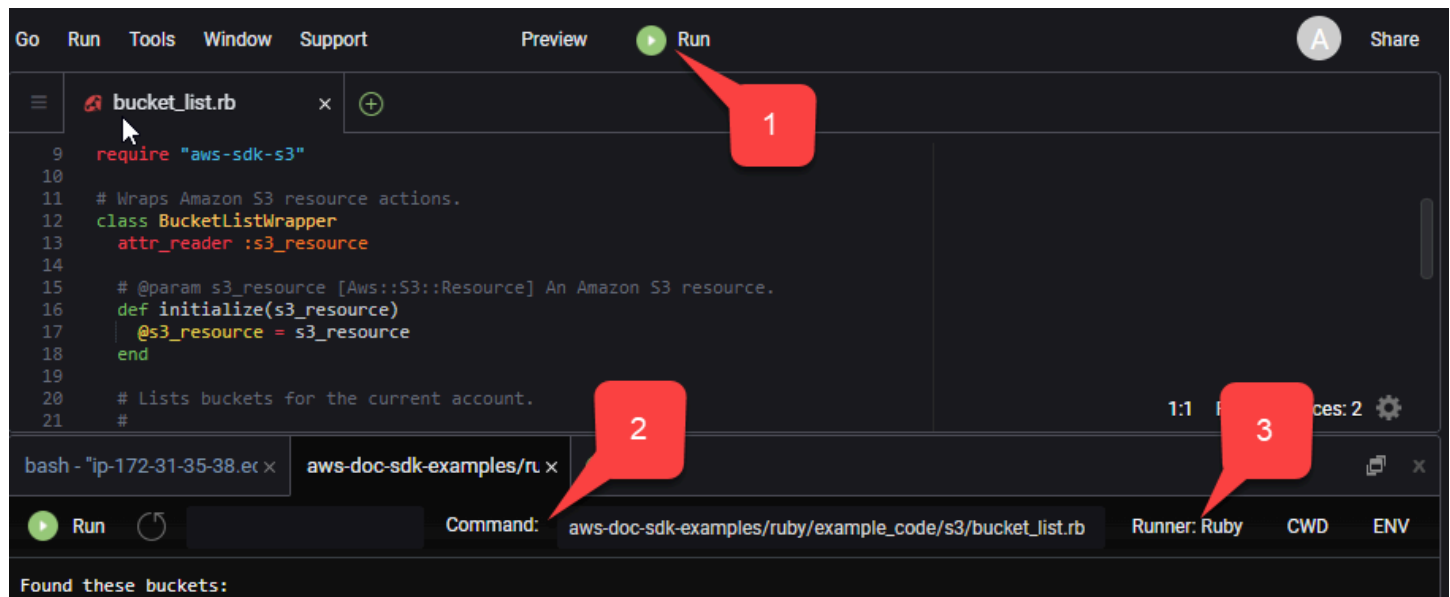 Go Run Tools Window Support Preview Run A Share
bucket_list.rb
1
9 require "aws-sdk-s3"
10
11 # Wraps Amazon S3 resource actions.
12 class BucketListWrapper
13 attr_reader :s3_resource
14
15 # @param s3_resource [Aws::S3::Resource] An Amazon S3 resource.
16 def initialize(s3_resource)
17 @s3_resource = s3_resource
18 end
19
20 # Lists buckets for the current account.
21 #
1:1 ces: 2
2
3
bash - "ip-172-31-35-38.ec aws-doc-sdk-examples/ru
Run Command: aws-doc-sdk-examples/ruby/example_code/s3/bucket_list.rb Runner: Ruby CWD ENV
Found these buckets: